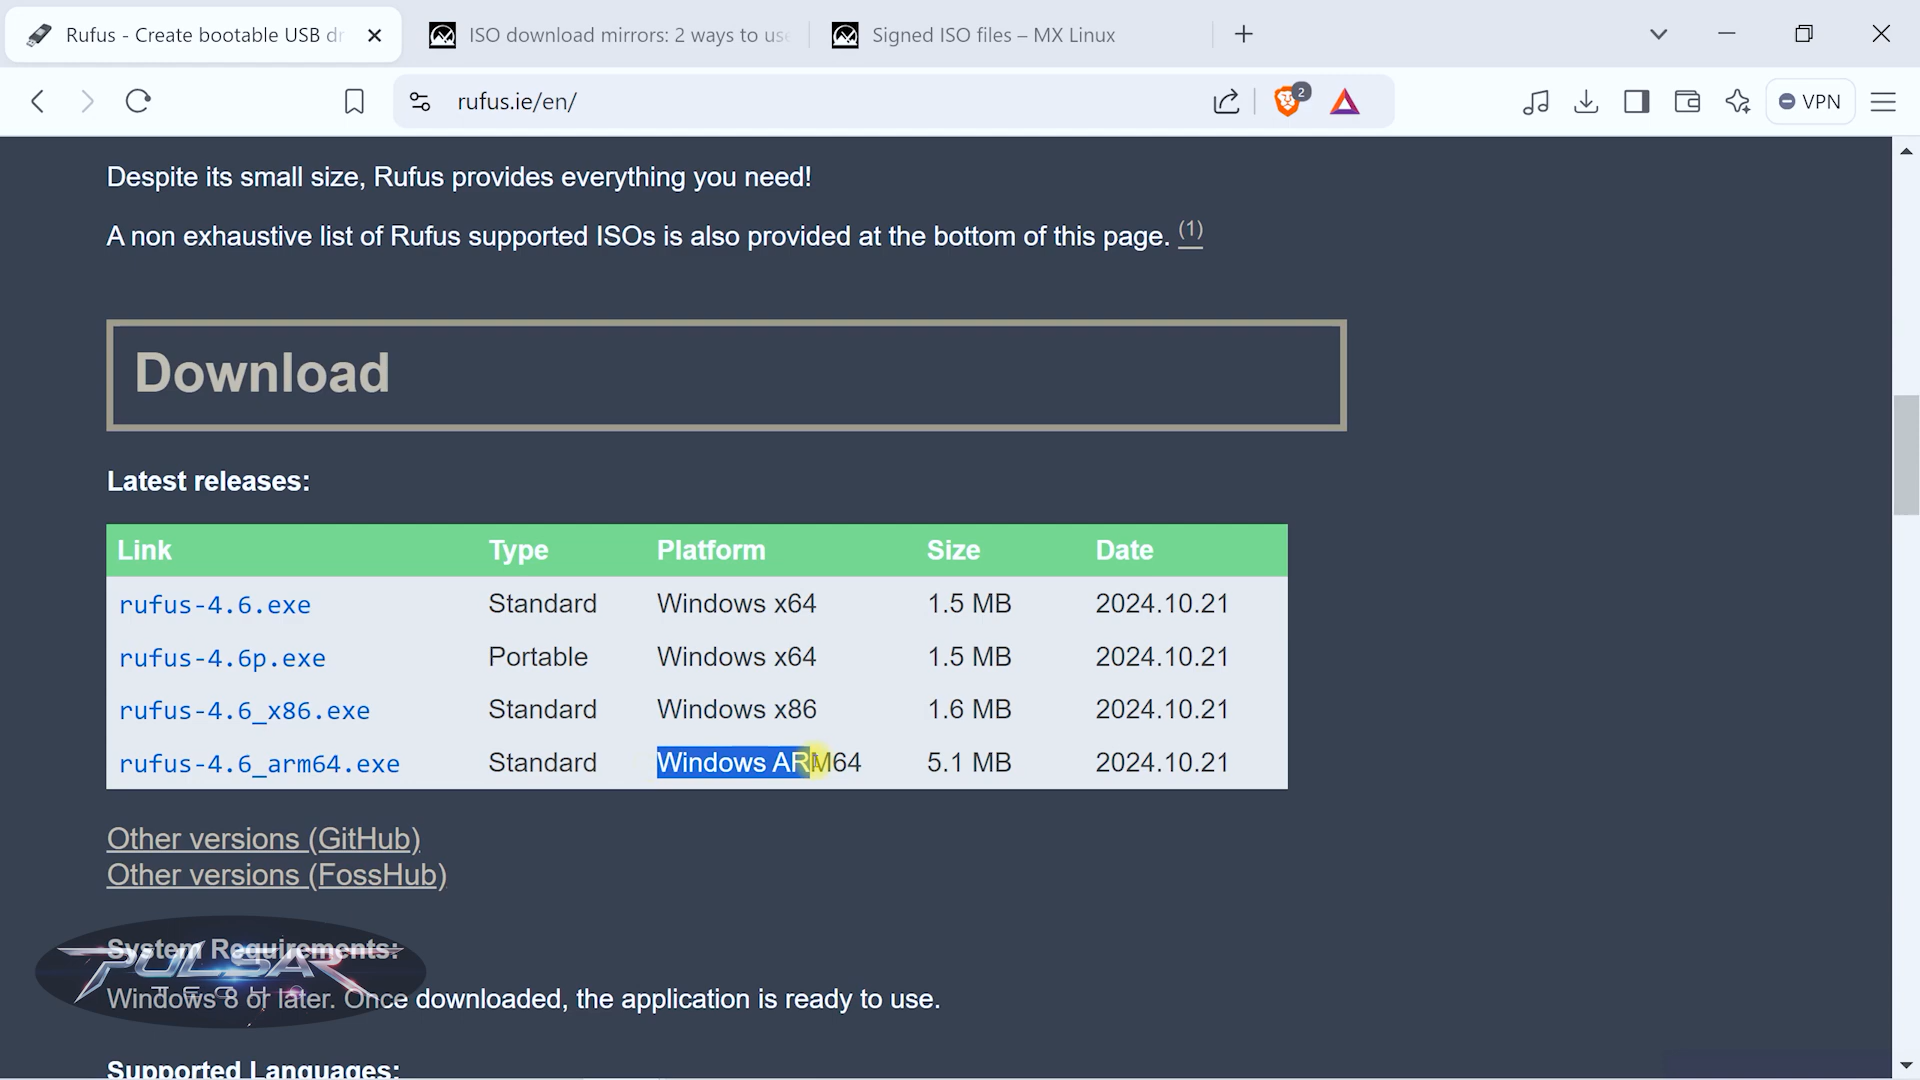 Rufus - Create bootable USB dr
ISO download mirrors: 2 ways to use
Signed ISO files – MX Linux
rufus.ie/en/
2
VPN
Despite its small size, Rufus provides everything you need!
A non exhaustive list of Rufus supported ISOs is also provided at the bottom of this page. (1)
Download
Latest releases:
Link Type Platform Size Date
rufus-4.6.exe Standard Windows x64 1.5 MB 2024.10.21
rufus-4.6p.exe Portable Windows x64 1.5 MB 2024.10.21
rufus-4.6_x86.exe Standard Windows x86 1.6 MB 2024.10.21
rufus-4.6_arm64.exe Standard Windows ARM64 5.1 MB 2024.10.21
Other versions (GitHub)
Other versions (FossHub)
System Requirements:
PULSAR
TECH
Windows 8 or later. Once downloaded, the application is ready to use.
Supported Languages: